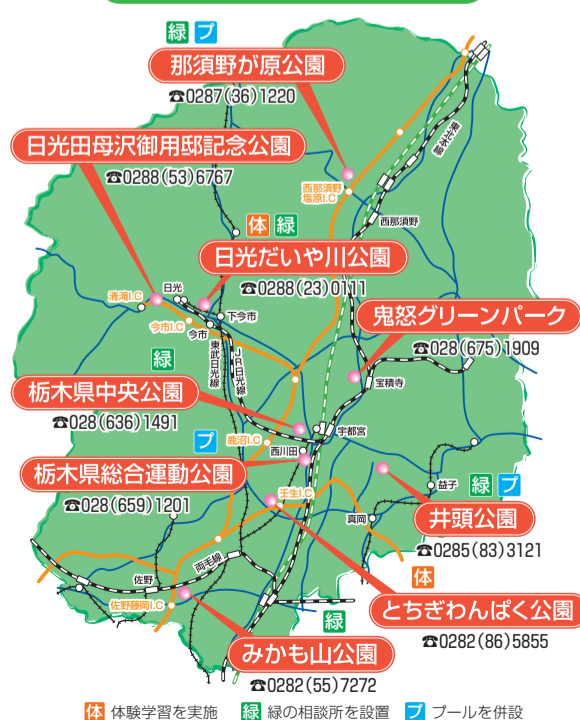 緑 プ
那須野が原公園
☎0287(36)1220
東北本線
日光田母沢御用邸記念公園
☎0288(53)6767
西那須野
塩原I.C
西那須野
体 緑
日光だいや川公園
☎0288(23)0111
清滝I.C
日光
下今市
今市I.C
今市
東武日光線
JR日光線
鬼怒グリーンパーク
☎028(675)1909
緑
宝積寺
栃木県中央公園
☎028(636)1491
宇都宮
鹿沼I.C
西川田
プ
栃木県総合運動公園
☎028(659)1201
壬生I.C
益子
緑 プ
真岡
井頭公園
☎0285(83)3121
両毛線
佐野
体
佐野藤岡I.C
とちぎわんぱく公園
☎0282(86)5855
緑
みかも山公園
☎0282(55)7272
体 体験学習を実施 緑 緑の相談所を設置 プ プールを併設